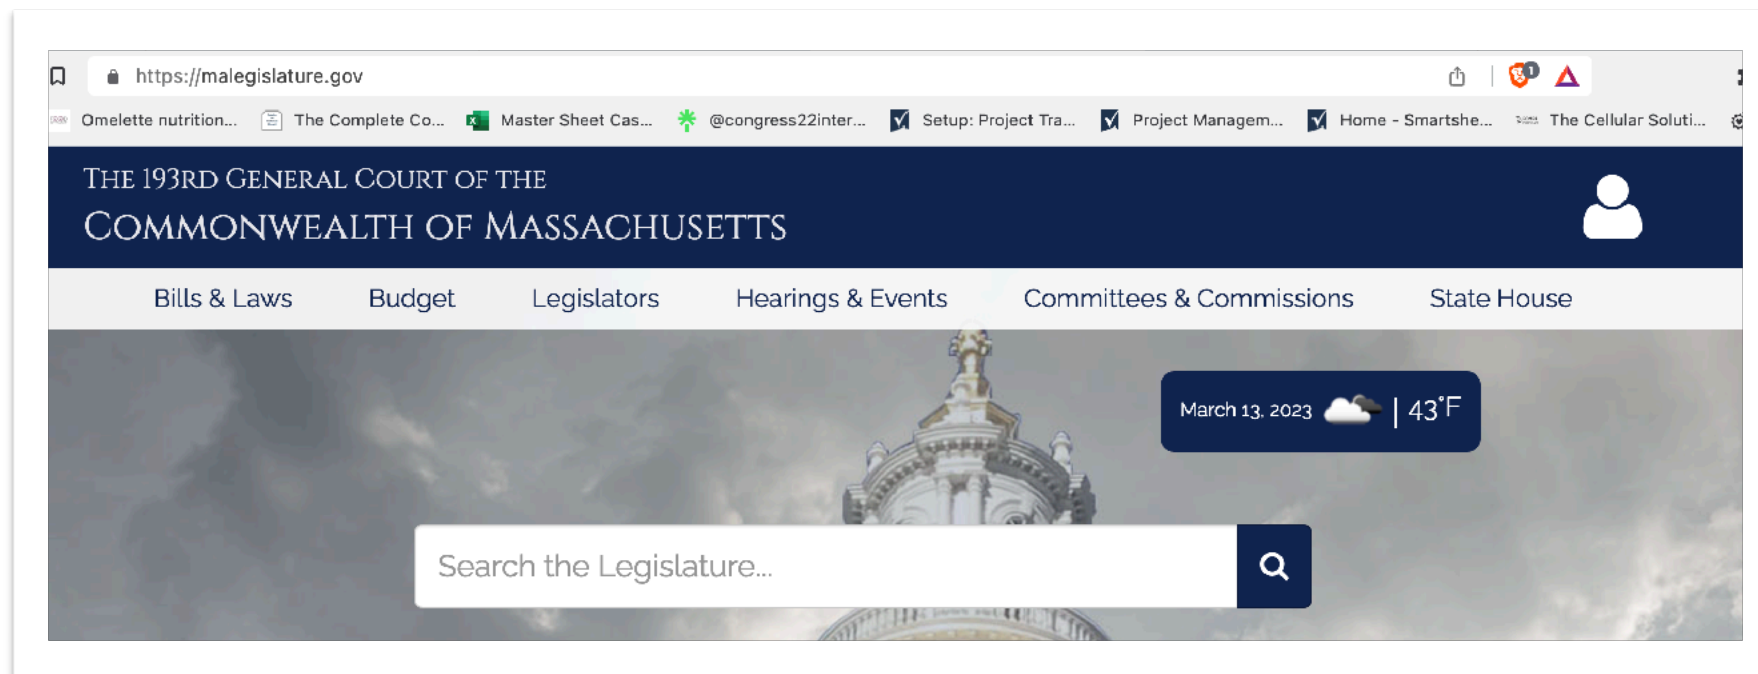 https://malegislature.gov
1
Omelette nutrition... The Complete Co... Master Sheet Cas... @congress22inter... Setup: Project Tra... Project Managem... Home - Smartshe... The Cellular Soluti...
THE 193RD GENERAL COURT OF THE
COMMONWEALTH OF MASSACHUSETTS
Bills & Laws Budget Legislators Hearings & Events Committees & Commissions State House
March 13, 2023 | 43°F
Search the Legislature...